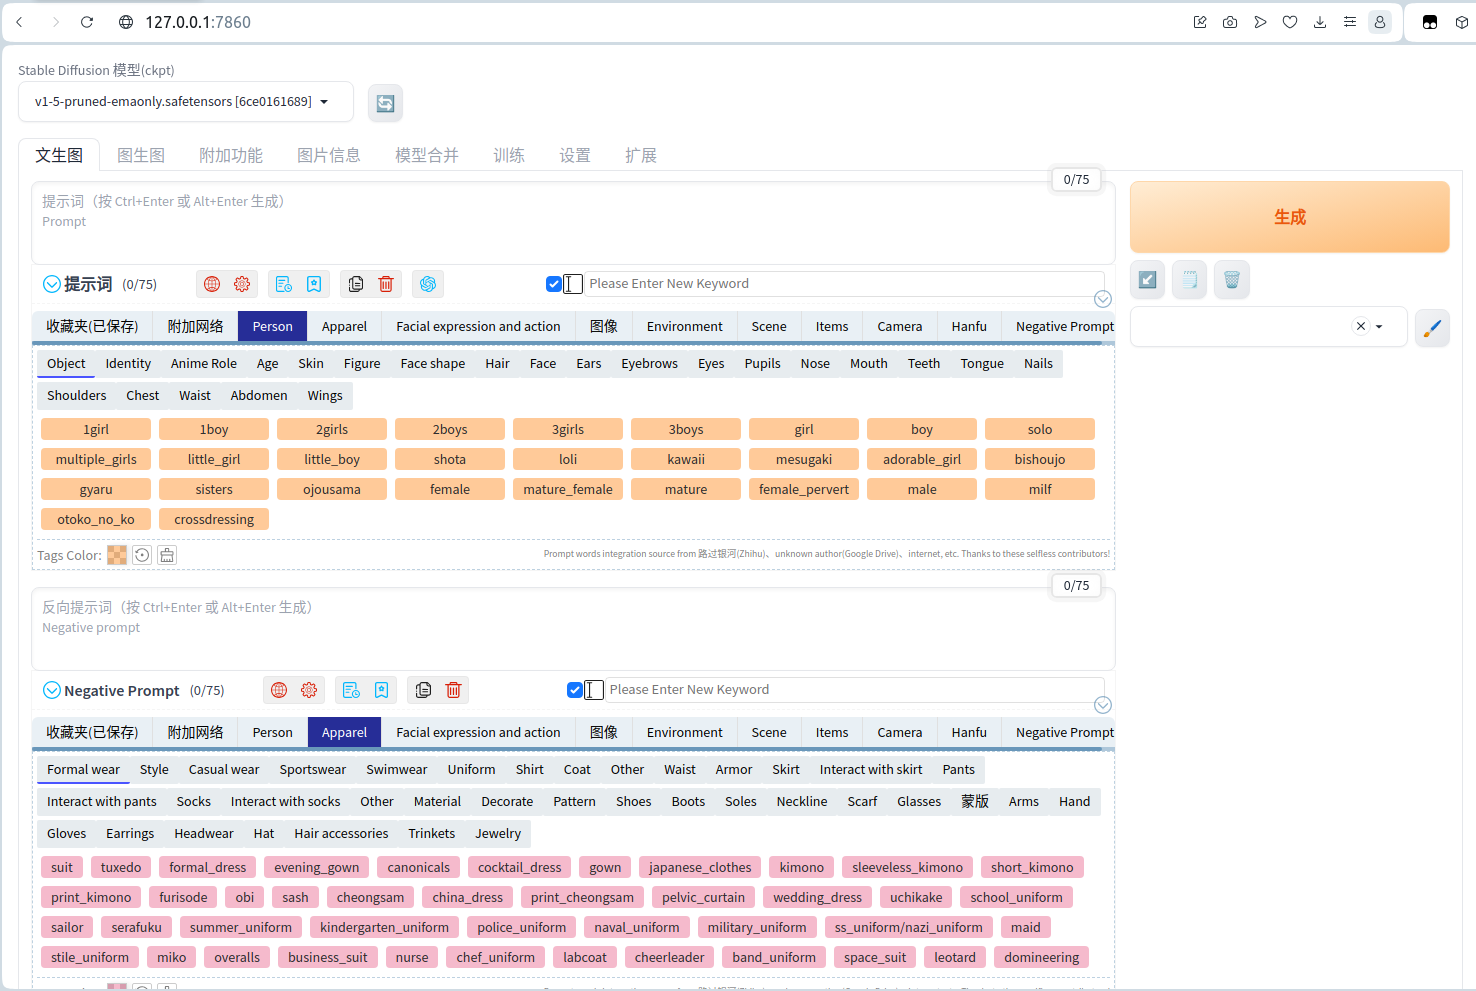 127.0.0.1:7860
Stable Diffusion 模型(ckpt)
v1-5-pruned-emaonly.safetensors [6ce0161689]
文生图 图生图 附加功能 图片信息 模型合并 训练 设置 扩展
0/75
提示词（按 Ctrl+Enter 或 Alt+Enter 生成）
Prompt
生成
提示词 (0/75) Please Enter New Keyword
收藏夹(已保存) 附加网络 Person Apparel Facial expression and action 图像 Environment Scene Items Camera Hanfu Negative Prompt
Object Identity Anime Role Age Skin Figure Face shape Hair Face Ears Eyebrows Eyes Pupils Nose Mouth Teeth Tongue Nails
Shoulders Chest Waist Abdomen Wings
1girl 1boy 2girls 2boys 3girls 3boys girl boy solo
multiple_girls little_girl little_boy shota loli kawaii mesugaki adorable_girl bishoujo
gyaru sisters ojousama female mature_female mature female_pervert male milf
otoko_no_ko crossdressing
Tags Color: Prompt words integration source from 路过银河(Zhihu)、unknown author(Google Drive)、internet, etc. Thanks to these selfless contributors!
0/75
反向提示词（按 Ctrl+Enter 或 Alt+Enter 生成）
Negative prompt
Negative Prompt (0/75) Please Enter New Keyword
收藏夹(已保存) 附加网络 Person Apparel Facial expression and action 图像 Environment Scene Items Camera Hanfu Negative Prompt
Formal wear Style Casual wear Sportswear Swimwear Uniform Shirt Coat Other Waist Armor Skirt Interact with skirt Pants
Interact with pants Socks Interact with socks Other Material Decorate Pattern Shoes Boots Soles Neckline Scarf Glasses 蒙版 Arms Hand
Gloves Earrings Headwear Hat Hair accessories Trinkets Jewelry
suit tuxedo formal_dress evening_gown canonicals cocktail_dress gown japanese_clothes kimono sleeveless_kimono short_kimono
print_kimono furisode obi sash cheongsam china_dress print_cheongsam pelvic_curtain wedding_dress uchikake school_uniform
sailor serafuku summer_uniform kindergarten_uniform police_uniform naval_uniform military_uniform ss_uniform/nazi_uniform maid
stile_uniform miko overalls business_suit nurse chef_uniform labcoat cheerleader band_uniform space_suit leotard domineering